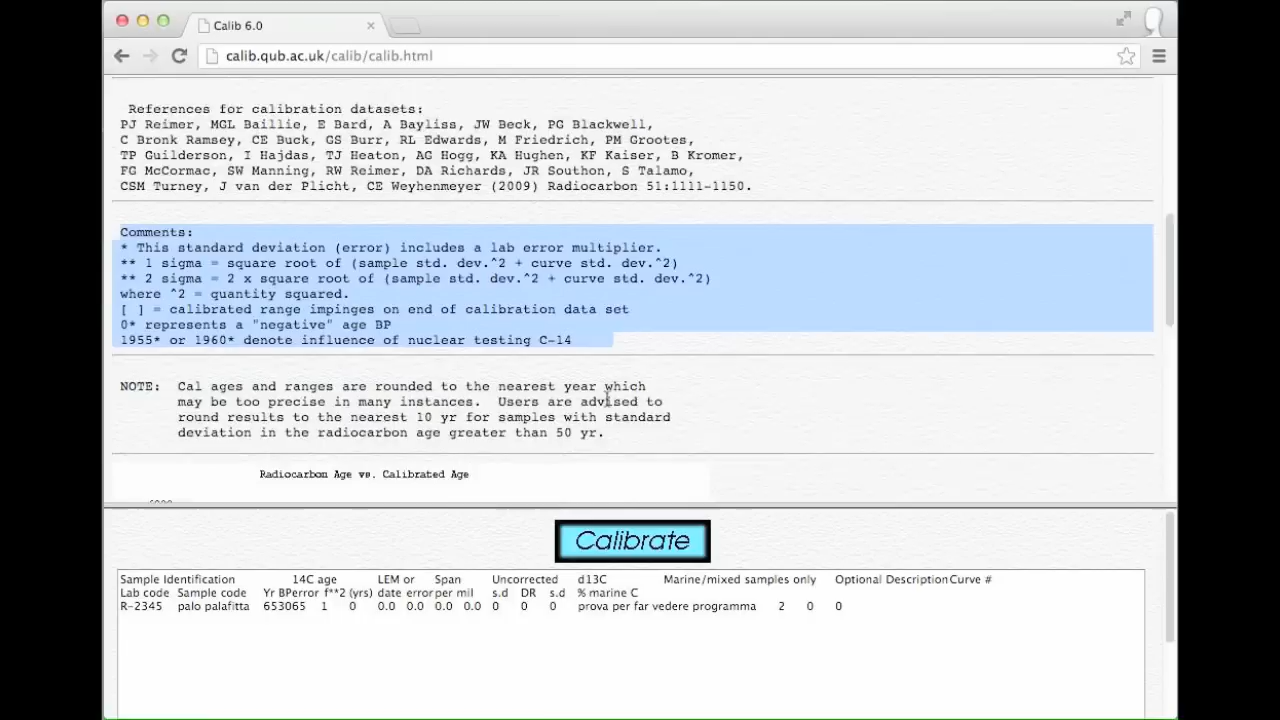 Calib 6.0
calib.qub.ac.uk/calib/calib.html
References for calibration datasets:
PJ Reimer, MGL Baillie, E Bard, A Bayliss, JW Beck, PG Blackwell,
C Bronk Ramsey, CE Buck, GS Burr, RL Edwards, M Friedrich, PM Grootes,
TP Guilderson, I Hajdas, TJ Heaton, AG Hogg, KA Hughen, KF Kaiser, B Kromer,
FG McCormac, SW Manning, RW Reimer, DA Richards, JR Southon, S Talamo,
CSM Turney, J van der Plicht, CE Weyhenmeyer (2009) Radiocarbon 51:1111-1150.
Comments:
* This standard deviation (error) includes a lab error multiplier.
** 1 sigma = square root of (sample std. dev.^2 + curve std. dev.^2)
** 2 sigma = 2 x square root of (sample std. dev.^2 + curve std. dev.^2)
where ^2 = quantity squared.
[ ] = calibrated range impinges on end of calibration data set
0* represents a "negative" age BP
1955* or 1960* denote influence of nuclear testing C-14
NOTE: Cal ages and ranges are rounded to the nearest year which
may be too precise in many instances. Users are advised to
round results to the nearest 10 yr for samples with standard
deviation in the radiocarbon age greater than 50 yr.
Radiocarbon Age vs. Calibrated Age
Calibrate
Sample Identification 14C age LEM or Span Uncorrected d13C Marine/mixed samples only Optional Description Curve #
Lab code Sample code Yr BP error f**2 (yrs) date error per mil s.d DR s.d % marine C
R-2345 palo palafitta 653065 1 0 0.0 0.0 0.0 0.0 0 0 0 prova per far vedere programma 2 0 0